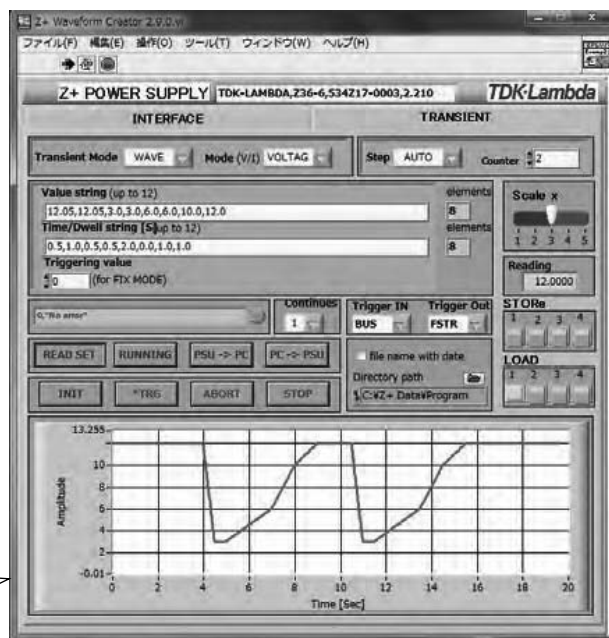 Z+ Waveform Creator 2.9.0.vi
ファイル(F) 編集(E) 操作(O) ツール(T) ウィンドウ(W) ヘルプ(H)
Z+ POWER SUPPLY TDK-LAMBDA,Z36-6,534Z17-0003,2.210 TDK-Lambda
INTERFACE TRANSIENT
Transient Mode WAVE Mode (V/I) VOLTAG Step AUTO Counter 2
Value string (up to 12) elements
12.05,12.05,3.0,3.0,6.0,6.0,10.0,12.0 8
Time/Dwell string [S](up to 12) elements
0.5,1.0,0.5,0.5,2.0,0.0,1.0,1.0 8
Triggering value
0 (for FIX MODE)
Scale x
1 2 3 4 5
Reading
12.0000
0,"No error"
Continues
1
Trigger IN Trigger Out
BUS FSTR
STORe
1 2 3 4
READ SET RUNNING PSU -> PC PC -> PSU
INIT *TRG ABORT STOP
file name with date
Directory path
C:¥Z+ Data¥Program
LOAD
1 2 3 4
13.255
10
8
6
4
2
-0.01
Amplitude
0 2 4 6 8 10 12 14 16 18 20
Time [Sec]